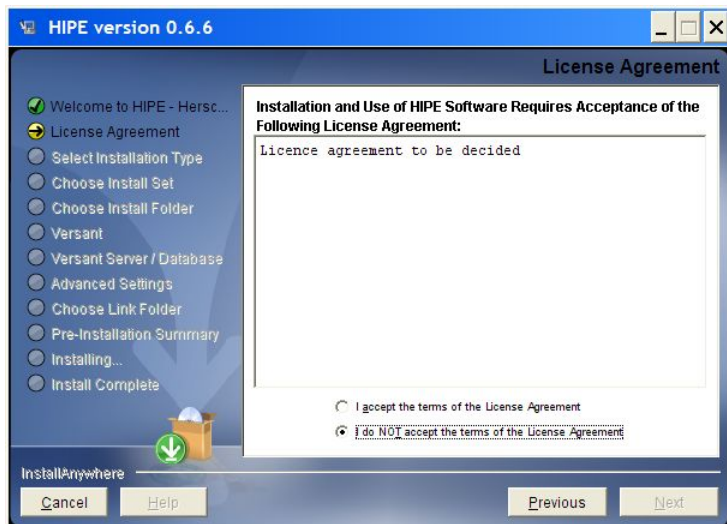 HIPE version 0.6.6
License Agreement
Welcome to HIPE - Hersc...
License Agreement
Select Installation Type
Choose Install Set
Choose Install Folder
Versant
Versant Server / Database
Advanced Settings
Choose Link Folder
Pre-Installation Summary
Installing...
Install Complete
Installation and Use of HIPE Software Requires Acceptance of the
Following License Agreement:
Licence agreement to be decided
I accept the terms of the License Agreement
I do NOT accept the terms of the License Agreement
InstallAnywhere
Cancel Help Previous Next